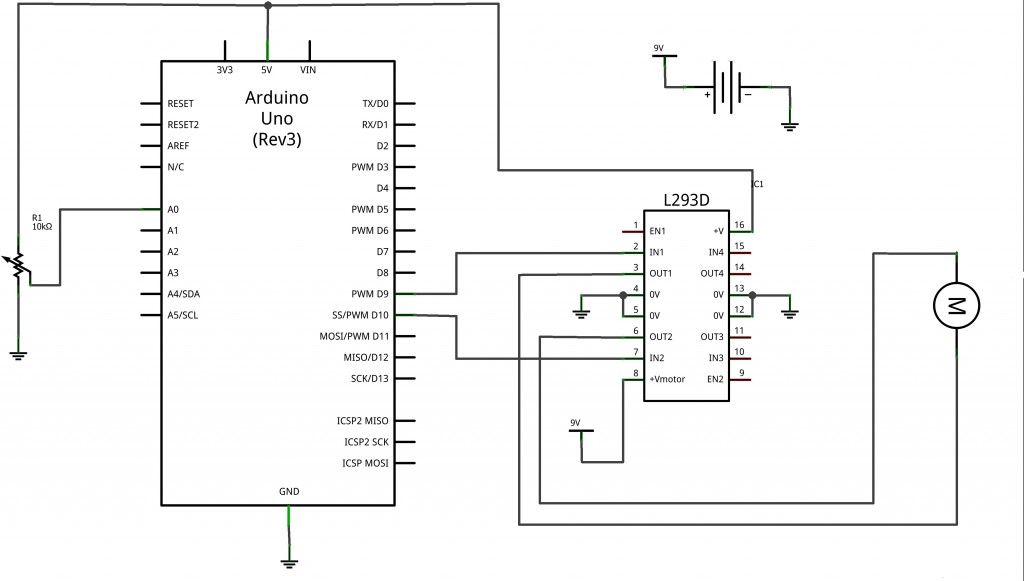 3V3
5V
VIN
Arduino
Uno
(Rev3)
RESET
RESET2
AREF
N/C
A0
A1
A2
A3
A4/SDA
A5/SCL
TX/D0
RX/D1
D2
PWM D3
D4
PWM D5
PWM D6
D7
D8
PWM D9
SS/PWM D10
MOSI/PWM D11
MISO/D12
SCK/D13
ICSP2 MISO
ICSP2 SCK
ICSP MOSI
GND
R1
10kΩ
9V
+ −
IC1
L293D
1 EN1 +V 16
2 IN1 IN4 15
3 OUT1 OUT4 14
4 0V 0V 13
5 0V 0V 12
6 OUT2 OUT3 11
7 IN2 IN3 10
8 +Vmotor EN2 9
9V
M